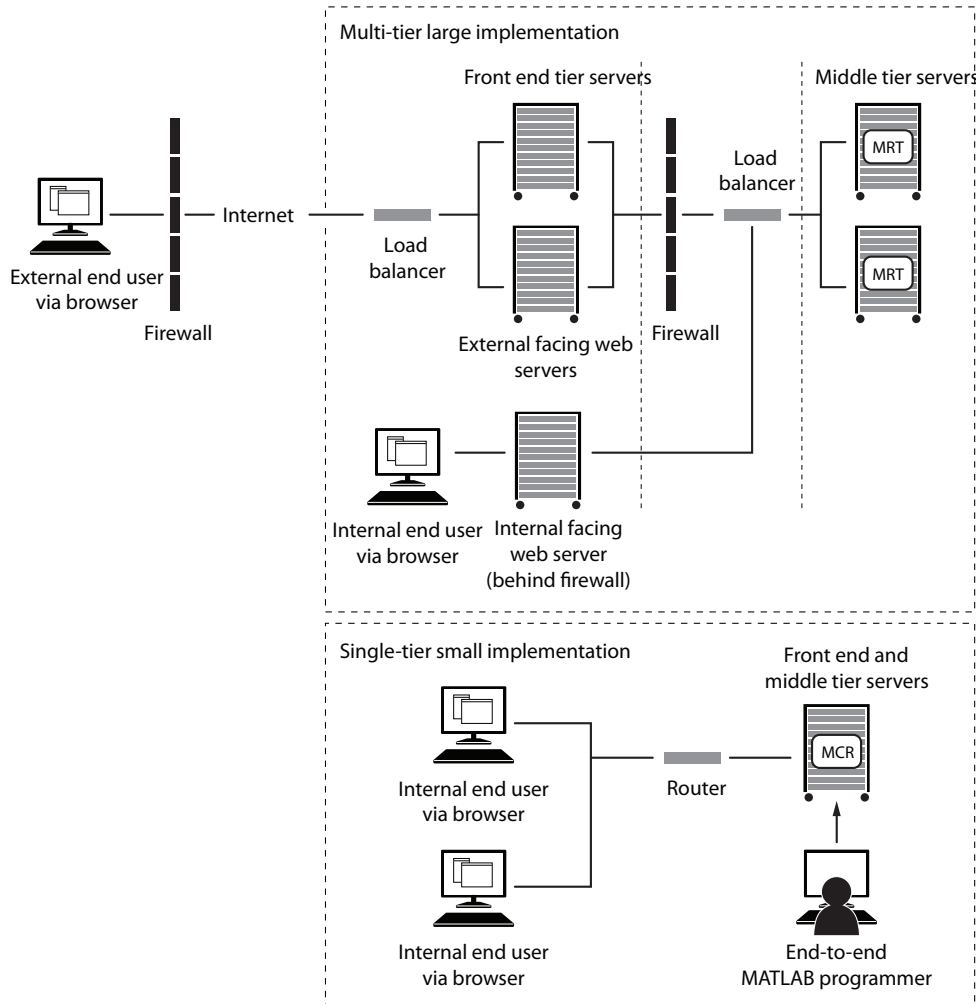 Multi-tier large implementation
Front end tier servers
Middle tier servers
MRT
Load
balancer
Internet
Load
balancer
MRT
External end user
via browser
Firewall
Firewall
External facing web
servers
Internal end user
via browser
Internal facing
web server
(behind firewall)
Single-tier small implementation
Front end and
middle tier servers
MCR
Internal end user
via browser
Router
Internal end user
via browser
End-to-end
MATLAB programmer